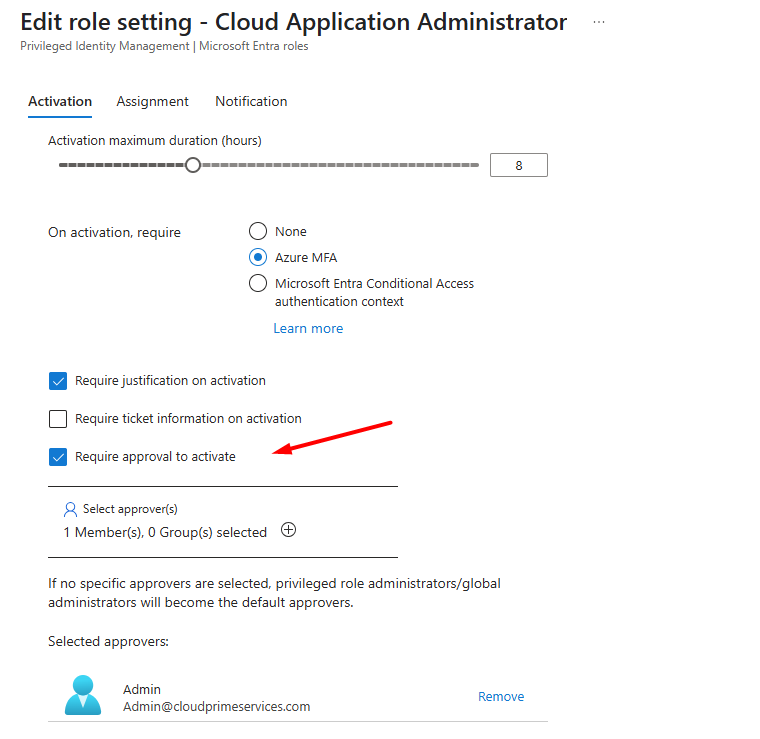 Edit role setting - Cloud Application Administrator ...
Privileged Identity Management | Microsoft Entra roles
Activation Assignment Notification
Activation maximum duration (hours)
8
On activation, require
None
Azure MFA
Microsoft Entra Conditional Access
authentication context
Learn more
Require justification on activation
Require ticket information on activation
Require approval to activate
Select approver(s)
1 Member(s), 0 Group(s) selected
If no specific approvers are selected, privileged role administrators/global
administrators will become the default approvers.
Selected approvers:
Admin
Admin@cloudprimeservices.com
Remove